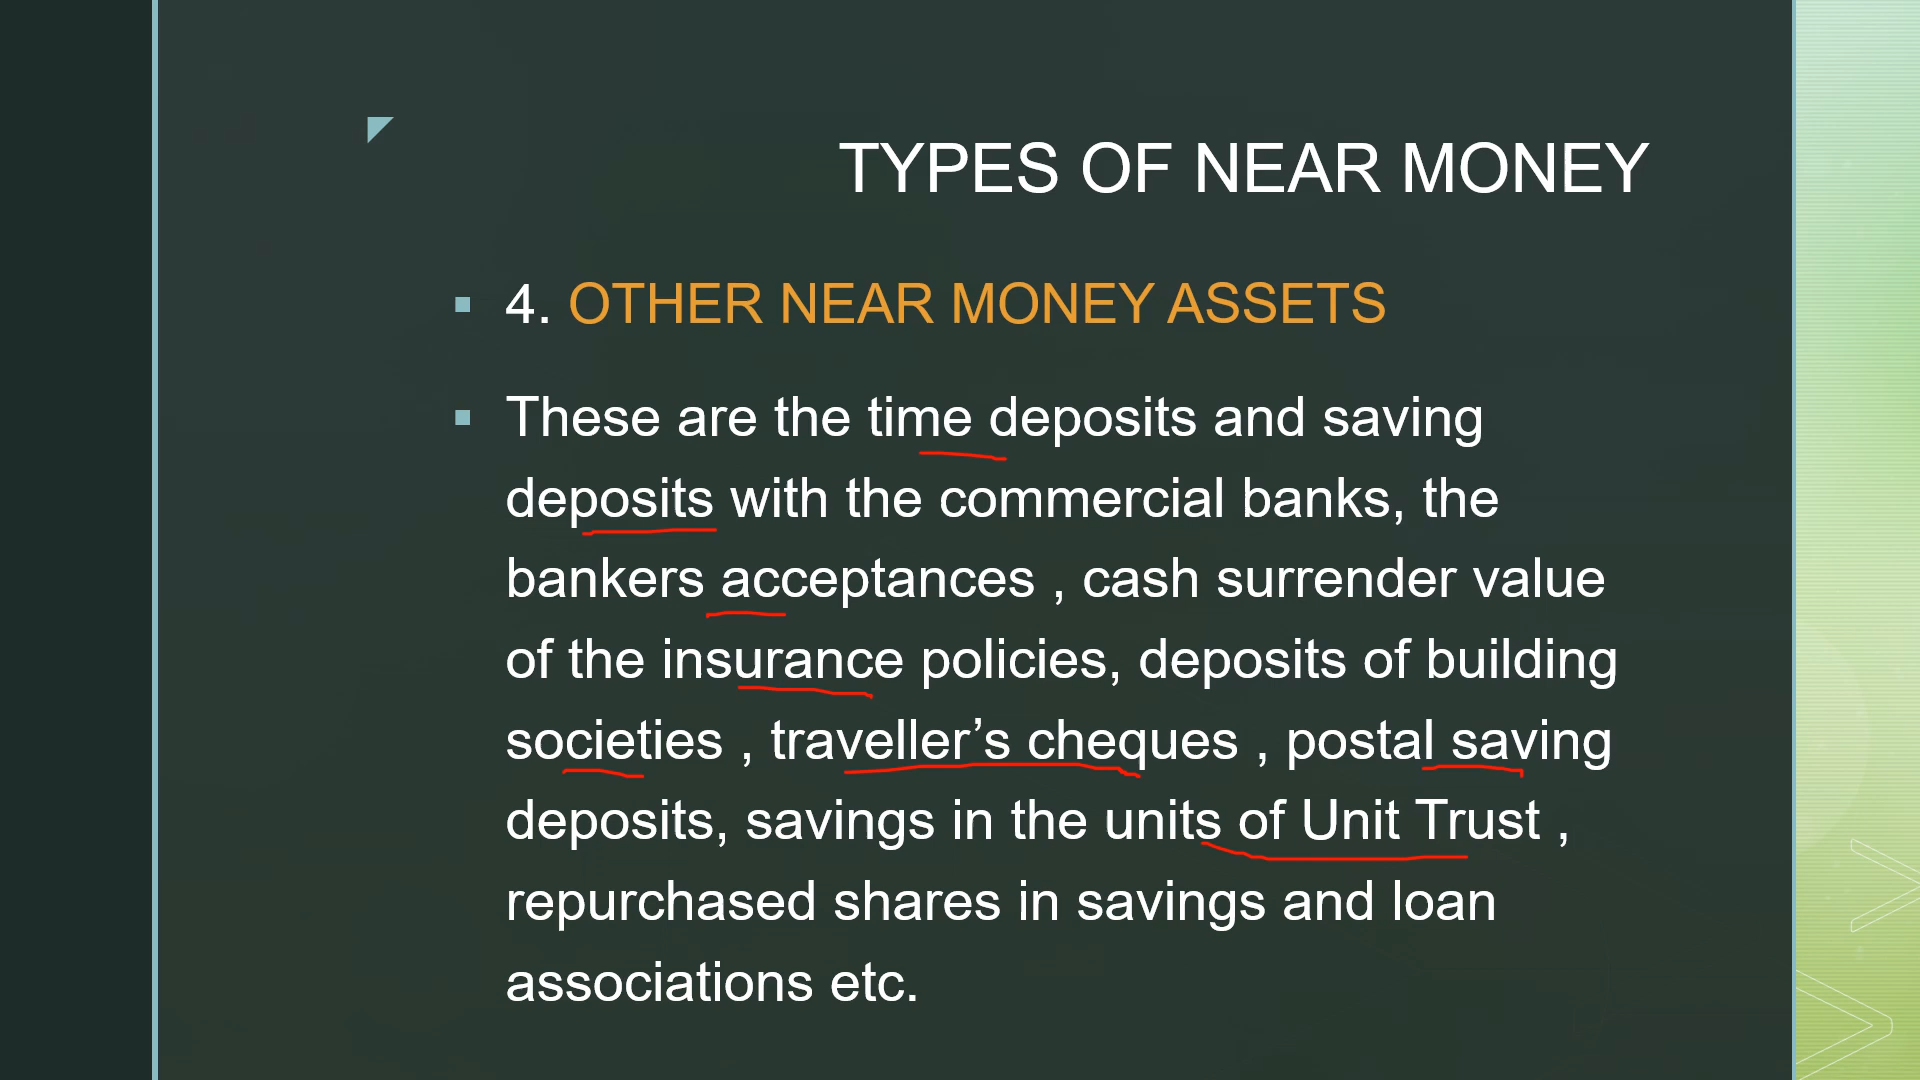 TYPES OF NEAR MONEY
4. OTHER NEAR MONEY ASSETS
These are the time deposits and saving
deposits with the commercial banks, the
bankers acceptances , cash surrender value
of the insurance policies, deposits of building
societies , traveller’s cheques , postal saving
deposits, savings in the units of Unit Trust ,
repurchased shares in savings and loan
associations etc.